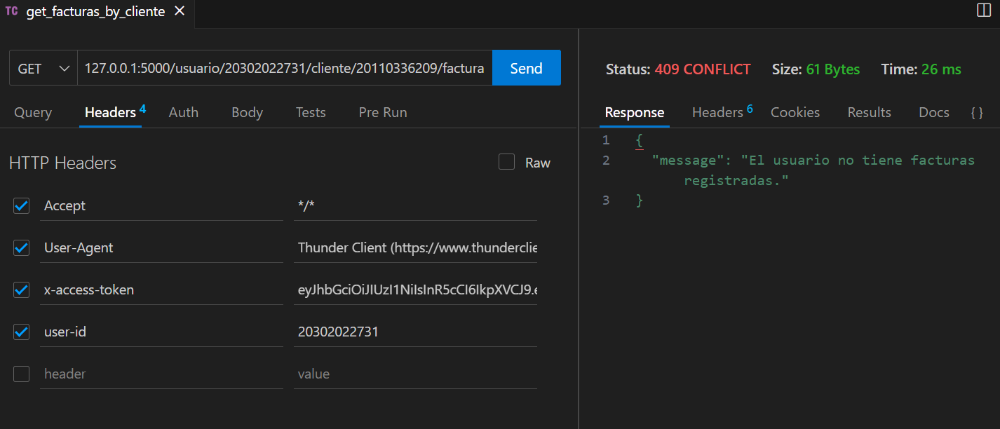 TC get_facturas_by_cliente
GET 127.0.0.1:5000/usuario/20302022731/cliente/20110336209/factura Send
Query Headers 4 Auth Body Tests Pre Run
HTTP Headers Raw
Accept */*
User-Agent Thunder Client (https://www.thunderclie
x-access-token eyJhbGciOiJIUzI1NiIsInR5cCI6IkpXVCJ9.e
user-id 20302022731
header value
Status: 409 CONFLICT Size: 61 Bytes Time: 26 ms
Response Headers 6 Cookies Results Docs { }
1 {
2 "message": "El usuario no tiene facturas
registradas."
3 }